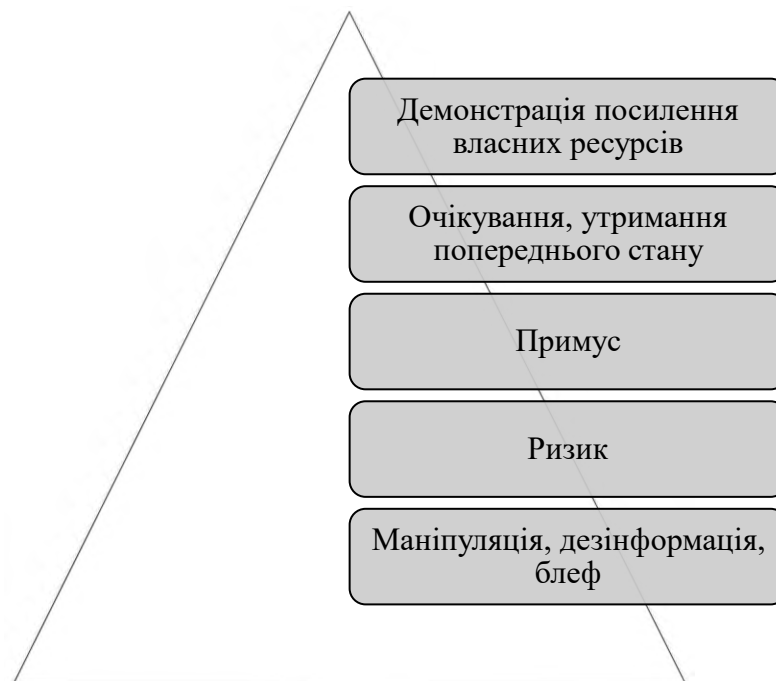 Демонстрація посилення
власних ресурсів
Очікування, утримання
попереднього стану
Примус
Ризик
Маніпуляція, дезінформація,
блеф